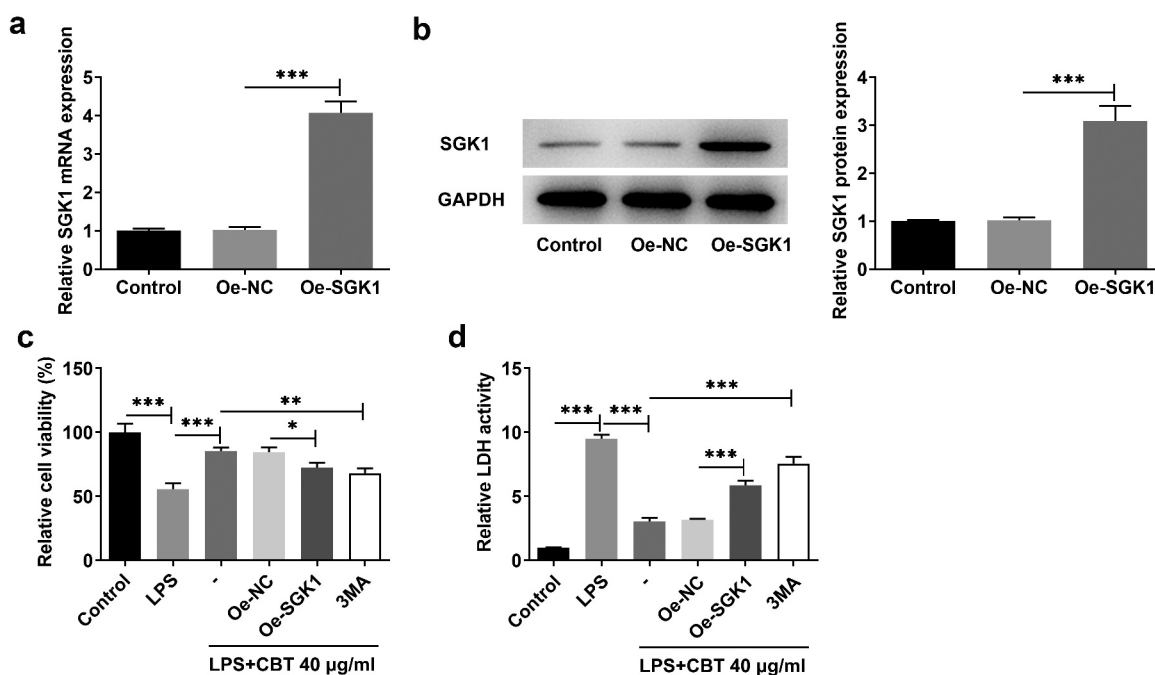 a
Relative SGK1 mRNA expression
5
4
3
2
1
0
***
Control
Oe-NC
Oe-SGK1
b
SGK1
GAPDH
Control
Oe-NC
Oe-SGK1
Relative SGK1 protein expression
4
3
2
1
0
***
Control
Oe-NC
Oe-SGK1
c
Relative cell viability (%)
150
100
50
0
***
***
**
*
Control
LPS
-
Oe-NC
Oe-SGK1
3MA
LPS+CBT 40 μg/ml
d
Relative LDH activity
15
10
5
0
***
***
***
***
Control
LPS
-
Oe-NC
Oe-SGK1
3MA
LPS+CBT 40 μg/ml